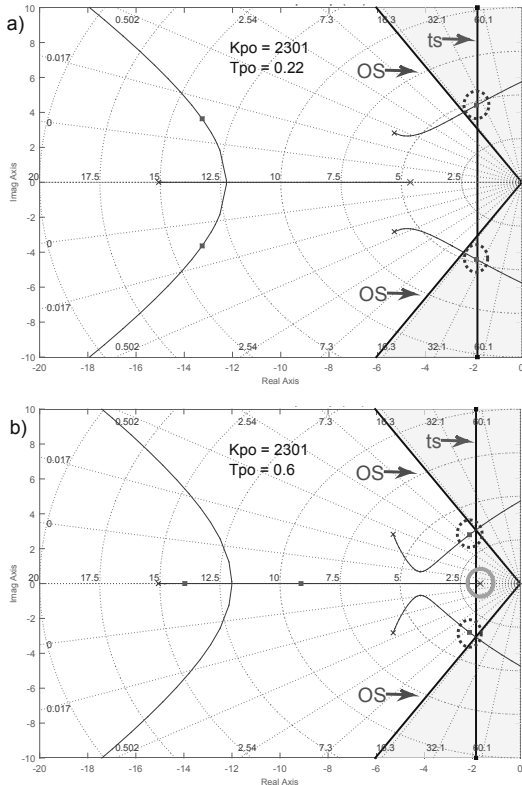 a)
10
0.502
2.54
7.3
16.3
32.1
60.1
8
0.017
Kpo = 2301
Tpo = 0.22
OS
ts
6
4
2
0
0 20 17.5 15 12.5 10 5 2.5
Imag Axis
-2
-4
-6
OS
0
0.017
-8
0.502 2.54 7.3 16.3 32.1 60.1
-10
-20 -18 -16 -14 -12 -10 -8 -6 -4 -2 0
Real Axis
b)
10
0.502 2.54 7.3 16.3 32.1 60.1
8
0.017
Kpo = 2301
Tpo = 0.6
OS
ts
6
4
0
2
20 17.5 15 12.5 10 5 2.5
0
Imag Axis
-2
0
-4
-6
0.017
OS
-8
0.502 2.54 7.3 16.3 32.1 60.1
-10
-20 -18 -16 -14 -12 -10 -8 -6 -4 -2 0
Real Axis